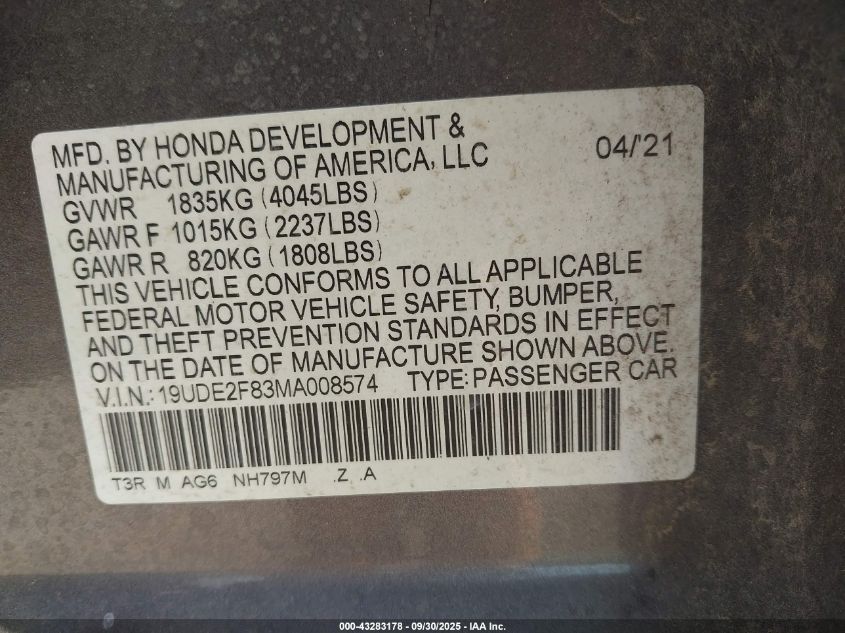 MFD. BY HONDA DEVELOPMENT &
MANUFACTURING OF AMERICA, LLC 04/'21
GVWR 1835KG (4045LBS)
GAWR F 1015KG (2237LBS)
GAWR R 820KG (1808LBS)
THIS VEHICLE CONFORMS TO ALL APPLICABLE
FEDERAL MOTOR VEHICLE SAFETY, BUMPER,
AND THEFT PREVENTION STANDARDS IN EFFECT
ON THE DATE OF MANUFACTURE SHOWN ABOVE.
V.I.N.: 19UDE2F83MA008574 TYPE: PASSENGER CAR
T3R M AG6 NH797M .Z .A
000-43283178 - 09/30/2025 - IAA Inc.